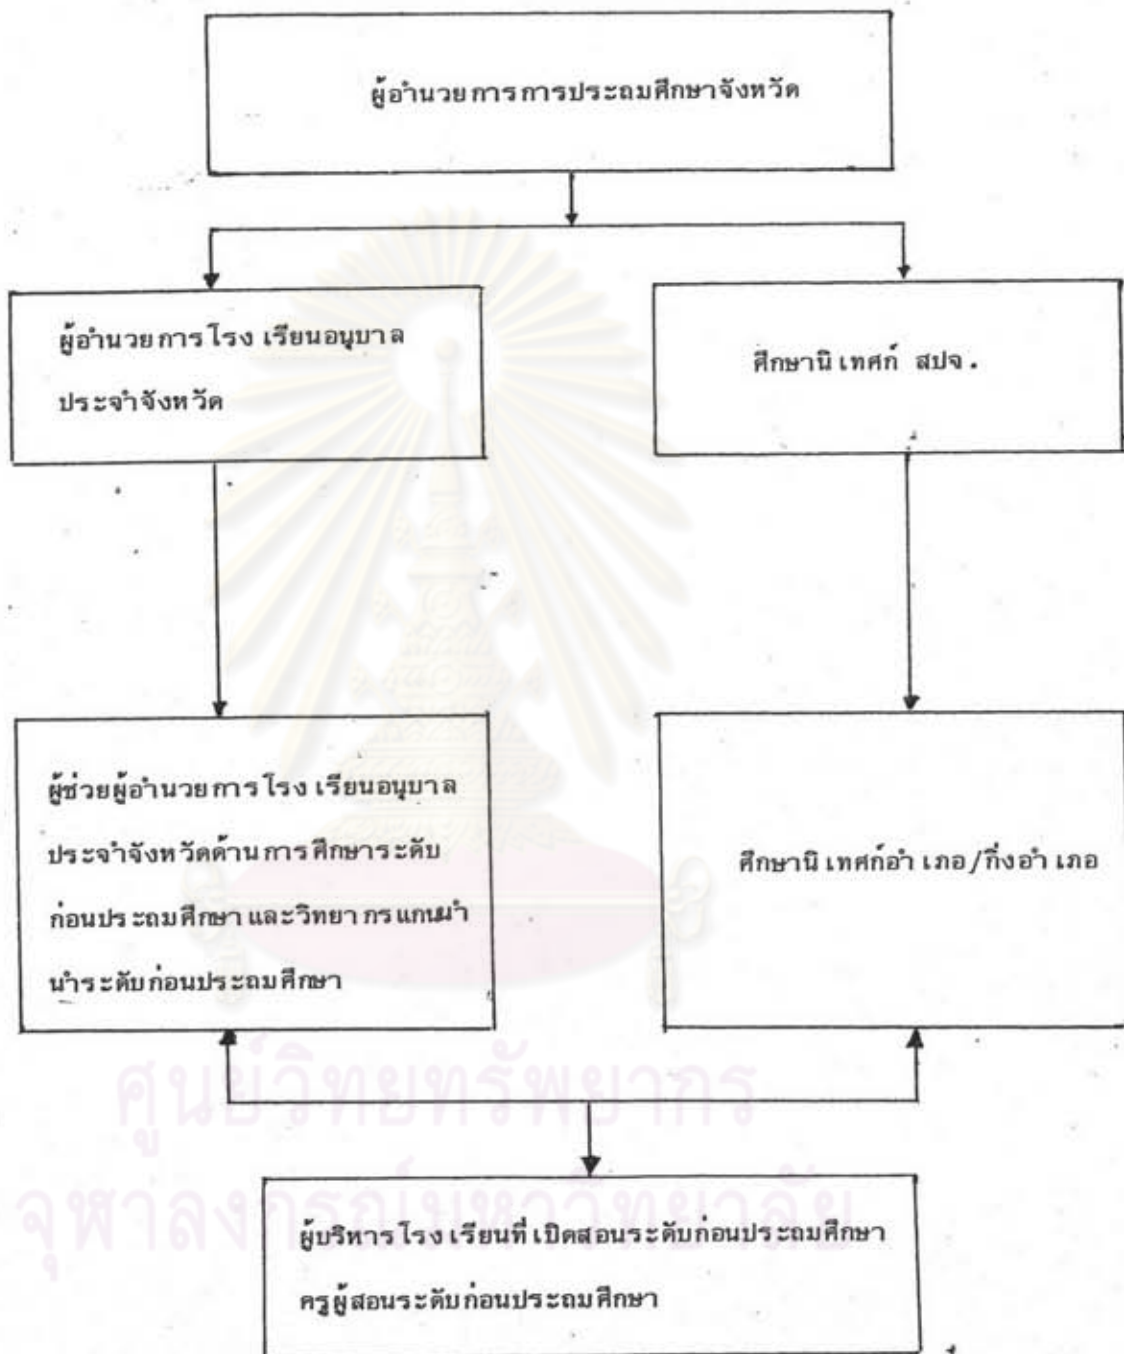 ผู้อำนวยการการประถมศึกษาจังหวัด
ผู้อำนวยการโรงเรียนอนุบาล
ประจำจังหวัด
ศึกษานิเทศก์ สปจ.
ผู้ช่วยผู้อำนวยการโรงเรียนอนุบาล
ประจำจังหวัดด้านการศึกษาระดับ
ก่อนประถมศึกษาและวิทยากรแกนนำ
นำระดับก่อนประถมศึกษา
ศึกษานิเทศก์อำเภอ/กิ่งอำเภอ
ศูนย์วิทยทรัพยากร
จุฬาลงกรณ์มหาวิทยาลัย
ผู้บริหารโรงเรียนที่เปิดสอนระดับก่อนประถมศึกษา
ครูผู้สอนระดับก่อนประถมศึกษา